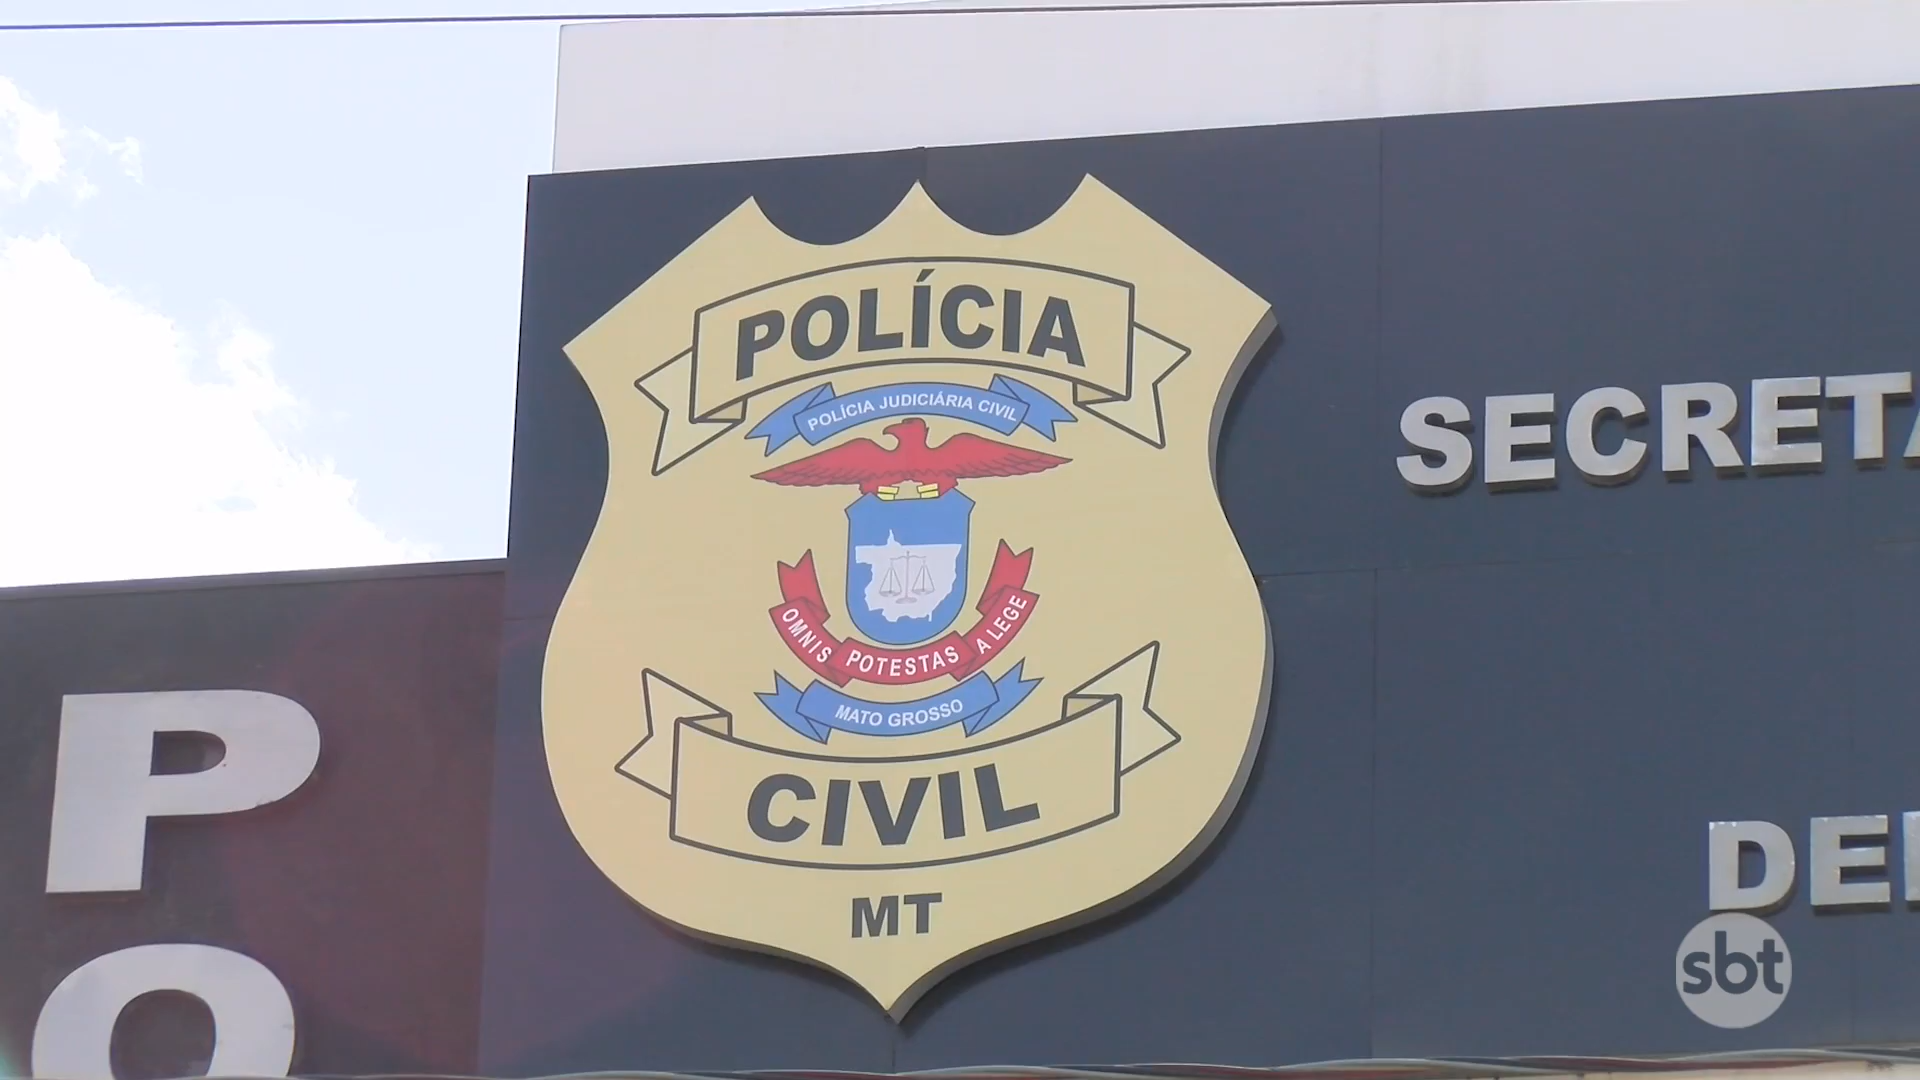 POLÍCIA
POLÍCIA JUDICIÁRIA CIVIL
OMNIS POTESTAS A LEGE
MATO GROSSO
CIVIL
MT
SECRETA
DE
P
O
sbt